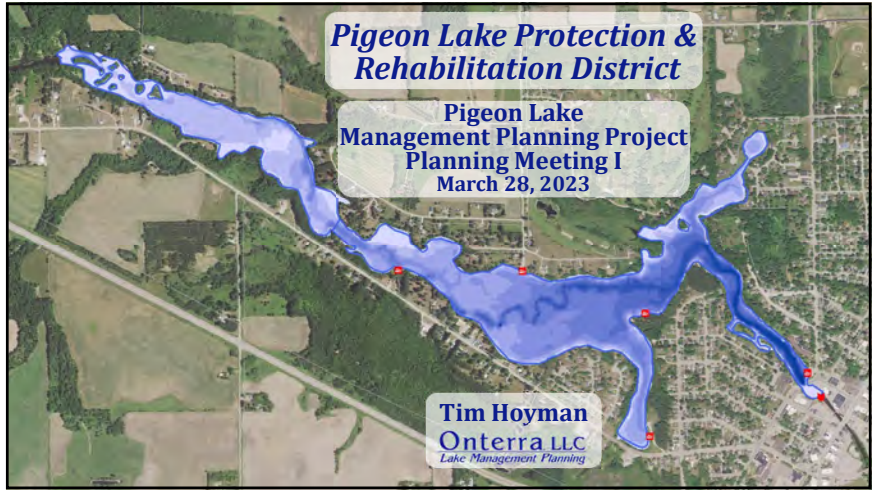 Pigeon Lake Protection &
Rehabilitation District
Pigeon Lake
Management Planning Project
Planning Meeting I
March 28, 2023
Tim Hoyman
Onterra LLC
Lake Management Planning